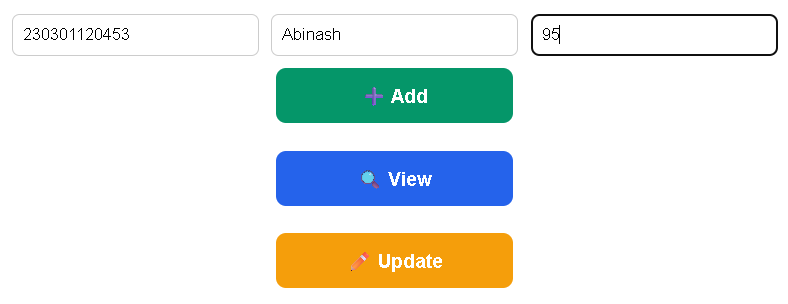 230301120453 Abinash 95
➕ Add
🔍 View
✏️ Update